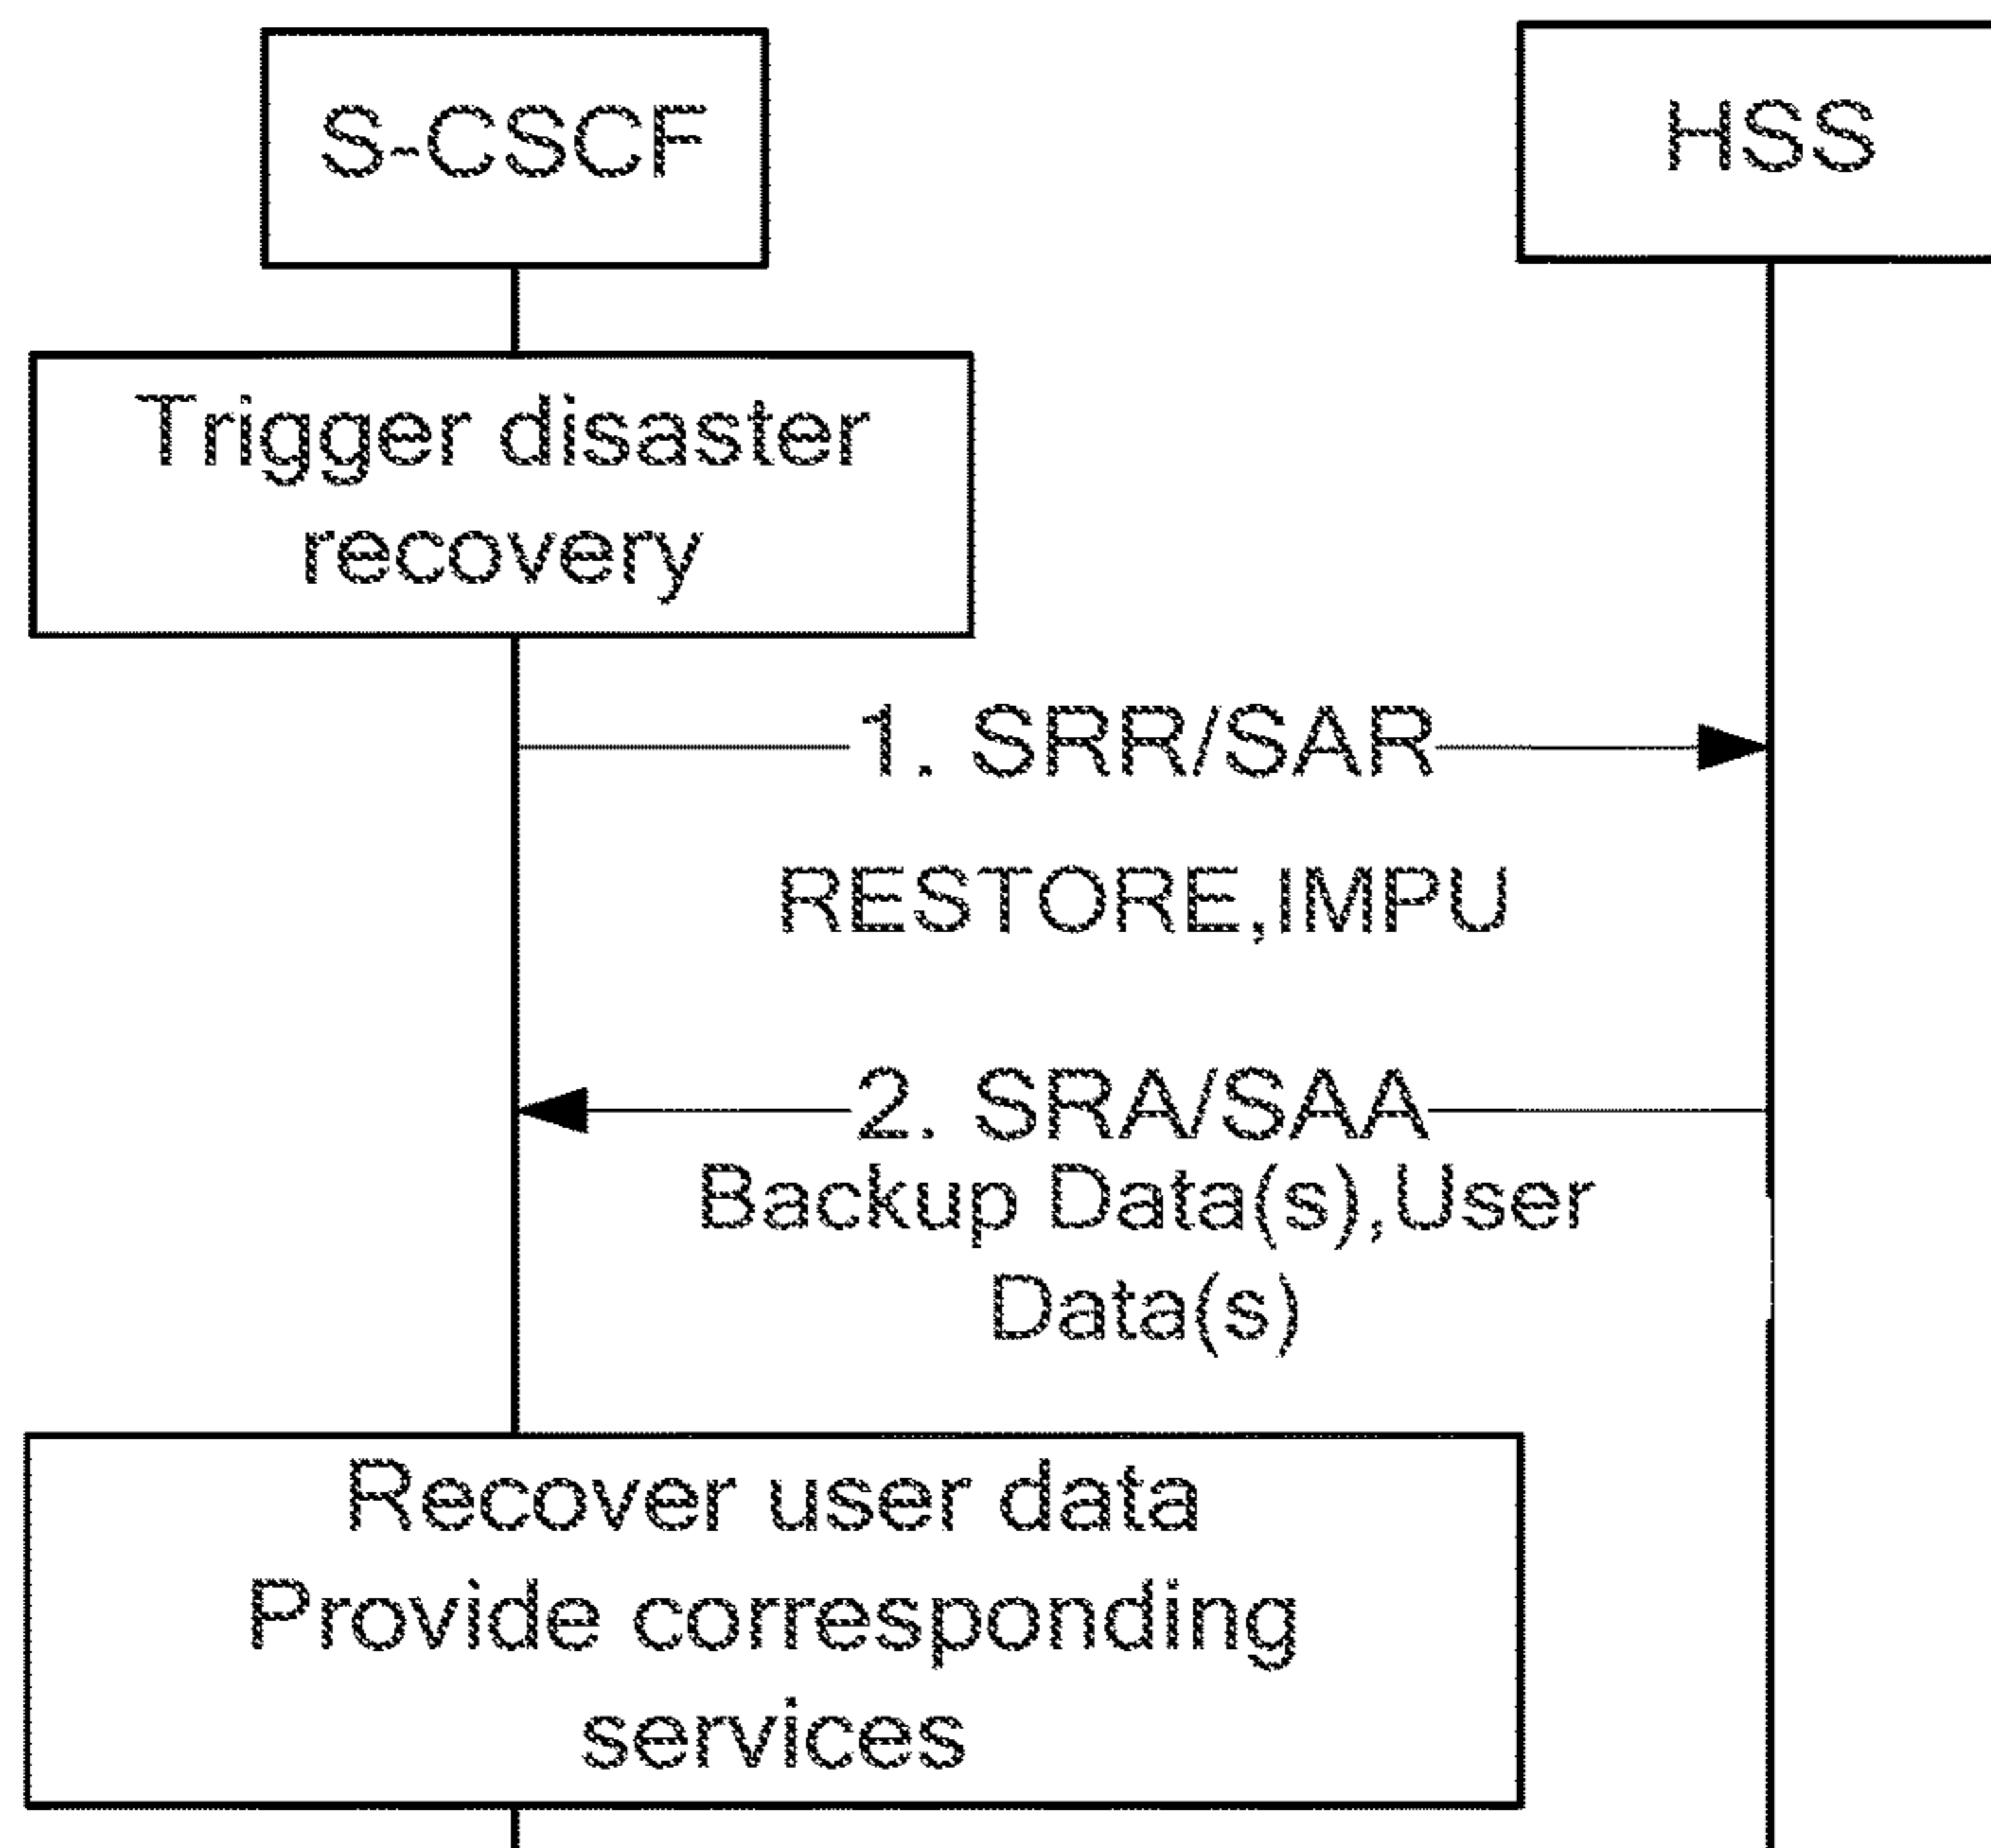 S-CSCF
HSS
Trigger disaster
recovery
1. SRR/SAR
RESTORE,IMPU
2. SRA/SAA
Backup Data(s),User
Data(s)
Recover user data
Provide corresponding
services